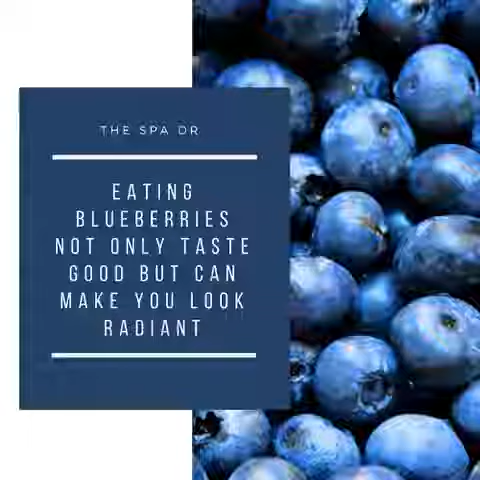 THE SPA DR
EATING
BLUEBERRIES
NOT ONLY TASTE
GOOD BUT CAN
MAKE YOU LOOK
RADIANT